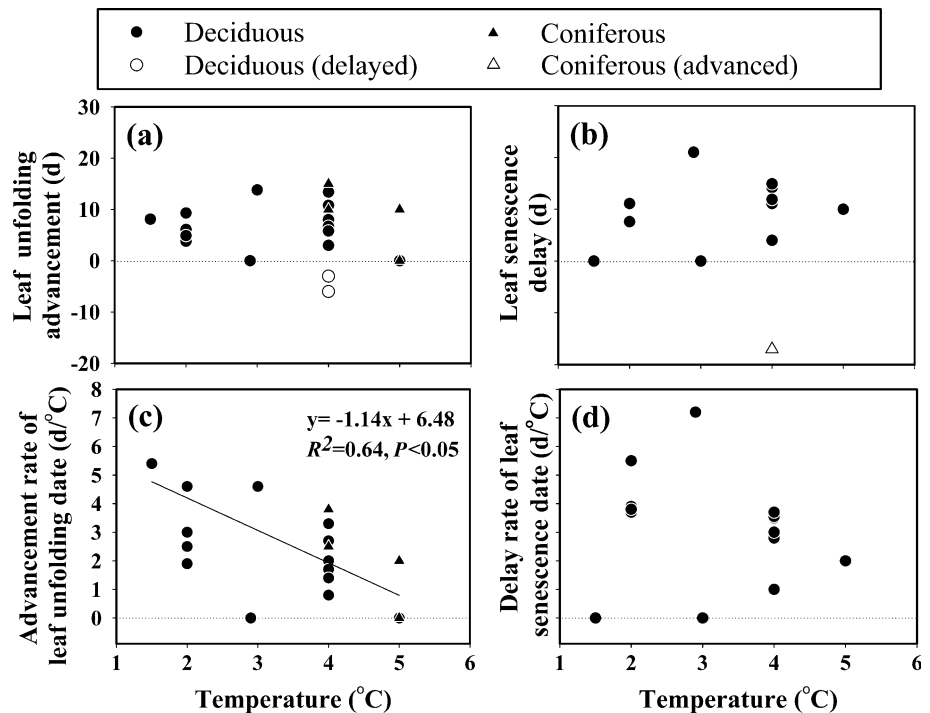 Deciduous
Coniferous
Deciduous (delayed)
Coniferous (advanced)
Leaf unfolding
advancement (d)
30
20
10
0
-10
-20
(a)
Leaf senescence
delay (d)
(b)
Advancement rate of
leaf unfolding date (d/°C)
8
7
6
5
4
3
2
1
0
(c)
y= -1.14x + 6.48
R²=0.64, P<0.05
1 2 3 4 5
Temperature (°C)
Delay rate of leaf
senescence date (d/°C)
(d)
1 2 3 4 5 6
Temperature (°C)